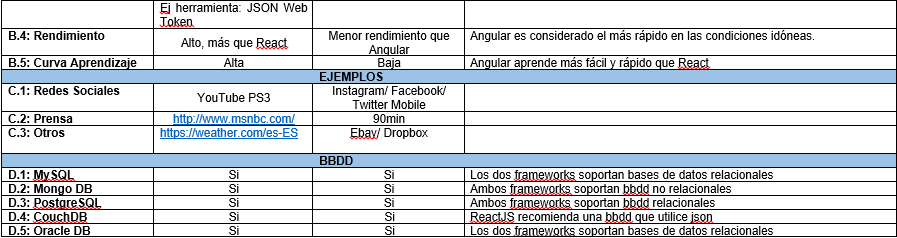 Ej herramienta: JSON Web
Token
B.4: Rendimiento
Alto, más que React
Menor rendimiento que
Angular
Angular es considerado el más rápido en las condiciones idóneas.
B.5: Curva Aprendizaje
Alta
Baja
Angular aprende más fácil y rápido que React
EJEMPLOS
C.1: Redes Sociales
YouTube PS3
Instagram/ Facebook/
Twitter Mobile
C.2: Prensa
http://www.msnbc.com/
90min
C.3: Otros
https://weather.com/es-ES
Ebay/ Dropbox
BBDD
D.1: MySQL
Si
Si
Los dos frameworks soportan bases de datos relacionales
D.2: Mongo DB
Si
Si
Ambos frameworks soportan bbdd no relacionales
D.3: PostgreSQL
Si
Si
Ambos frameworks soportan bbdd relacionales
D.4: CouchDB
Si
Si
ReactJS recomienda una bbdd que utilice json
D.5: Oracle DB
Si
Si
Los dos frameworks soportan bases de datos relacionales